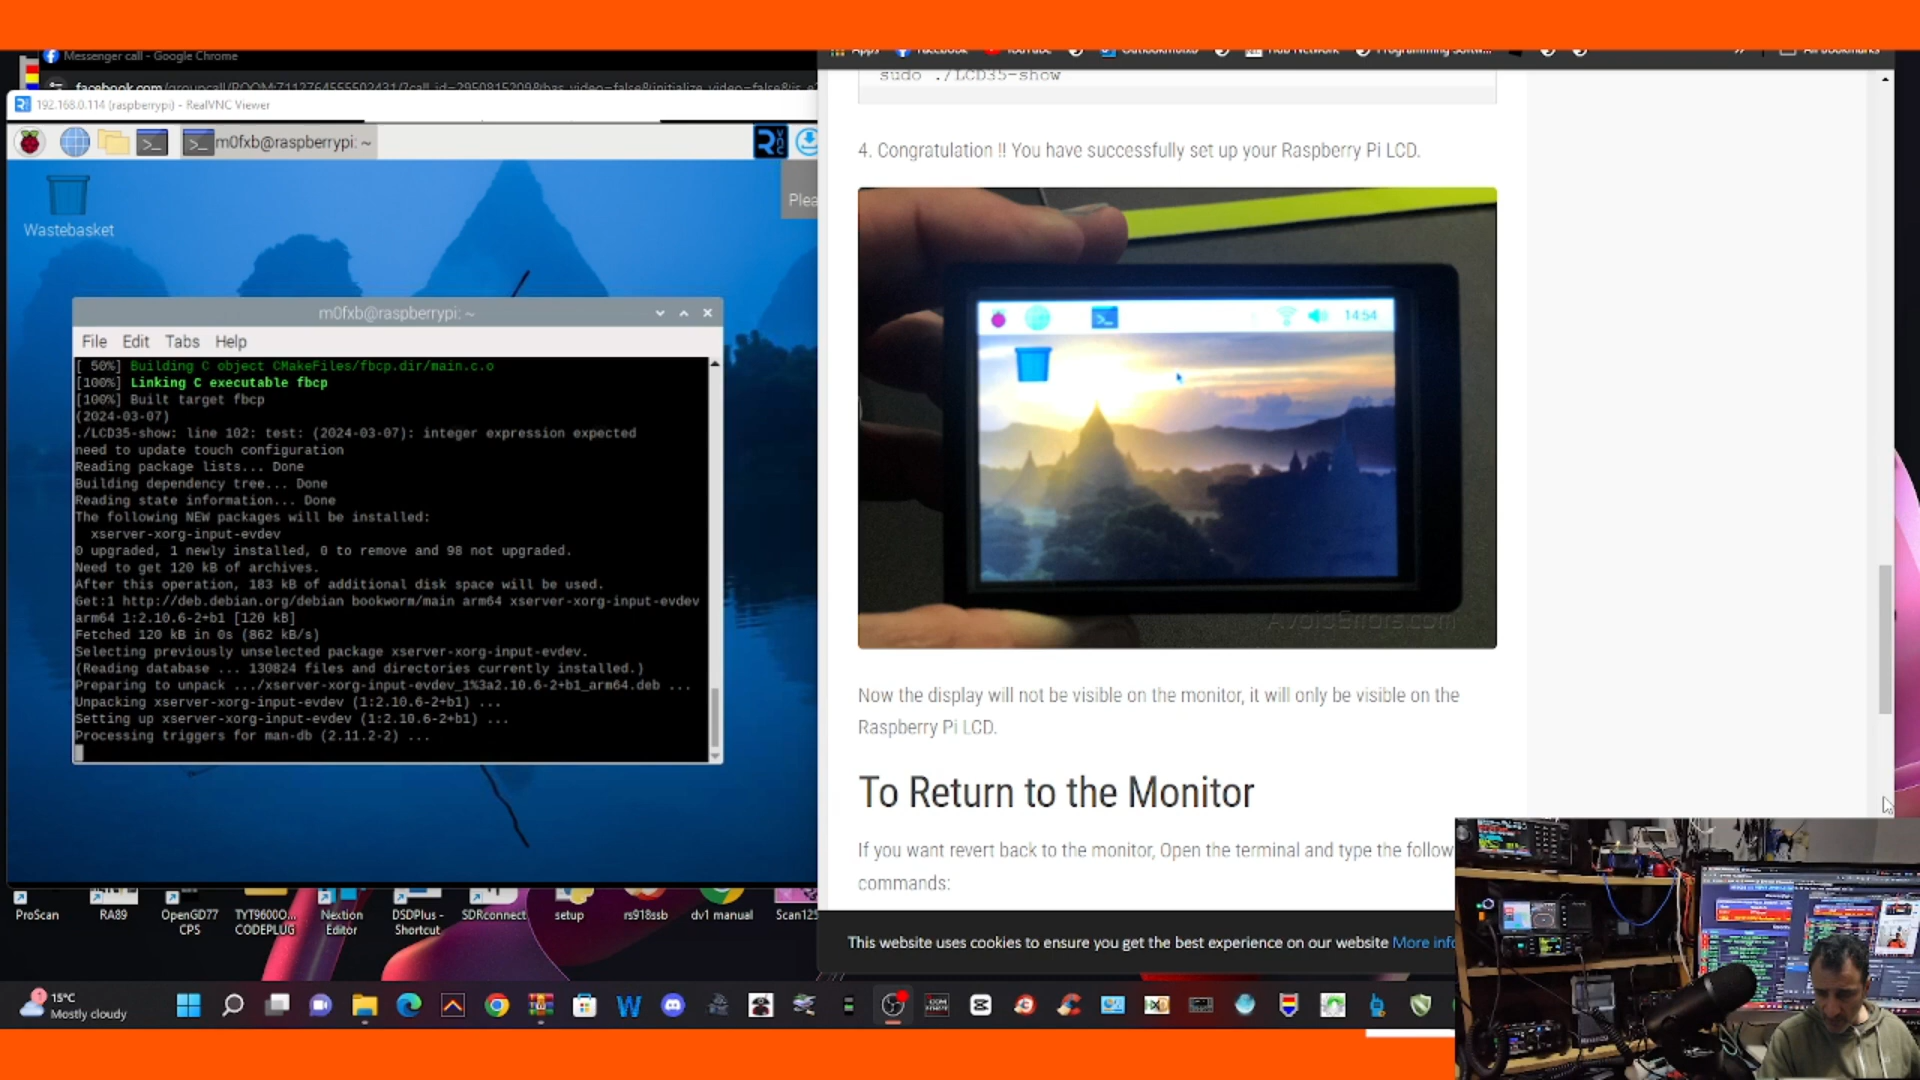 Messenger call - Google Chrome
192.168.0.114 (raspberrypi) - RealVNC Viewer
m0fxb@raspberrypi: ~
Wastebasket
Plea
m0fxb@raspberrypi: ~
File Edit Tabs Help
[ 50%] Building C object CMakeFiles/fbcp.dir/main.c.o
[100%] Linking C executable fbcp
[100%] Built target fbcp
(2024-03-07)
./LCD35-show: line 102: test: (2024-03-07): integer expression expected
need to update touch configuration
Reading package lists... Done
Building dependency tree... Done
Reading state information... Done
The following NEW packages will be installed:
xserver-xorg-input-evdev
0 upgraded, 1 newly installed, 0 to remove and 98 not upgraded.
Need to get 120 kB of archives.
After this operation, 183 kB of additional disk space will be used.
Get:1 http://deb.debian.org/debian bookworm/main arm64 xserver-xorg-input-evdev
arm64 1:2.10.6-2+b1 [120 kB]
Fetched 120 kB in 0s (862 kB/s)
Selecting previously unselected package xserver-xorg-input-evdev.
(Reading database ... 130824 files and directories currently installed.)
Preparing to unpack .../xserver-xorg-input-evdev_1%3a2.10.6-2+b1_arm64.deb ...
Unpacking xserver-xorg-input-evdev (1:2.10.6-2+b1) ...
Setting up xserver-xorg-input-evdev (1:2.10.6-2+b1) ...
Processing triggers for man-db (2.11.2-2) ...
sudo ./LCD35-show
4. Congratulation !! You have successfully set up your Raspberry Pi LCD.
14:54
AvoidErrors.com
Now the display will not be visible on the monitor, it will only be visible on the
Raspberry Pi LCD.
To Return to the Monitor
If you want revert back to the monitor, Open the terminal and type the follow
commands:
This website uses cookies to ensure you get the best experience on our website More info
ProScan
RA89
OpenGD77
CPS
TYT9600...
CODEPLUG
Nextion
Editor
DSDPlus -
Shortcut
SDRconnect
setup
rs918ssb
dv1 manual
Scan125
15°C
Mostly cloudy